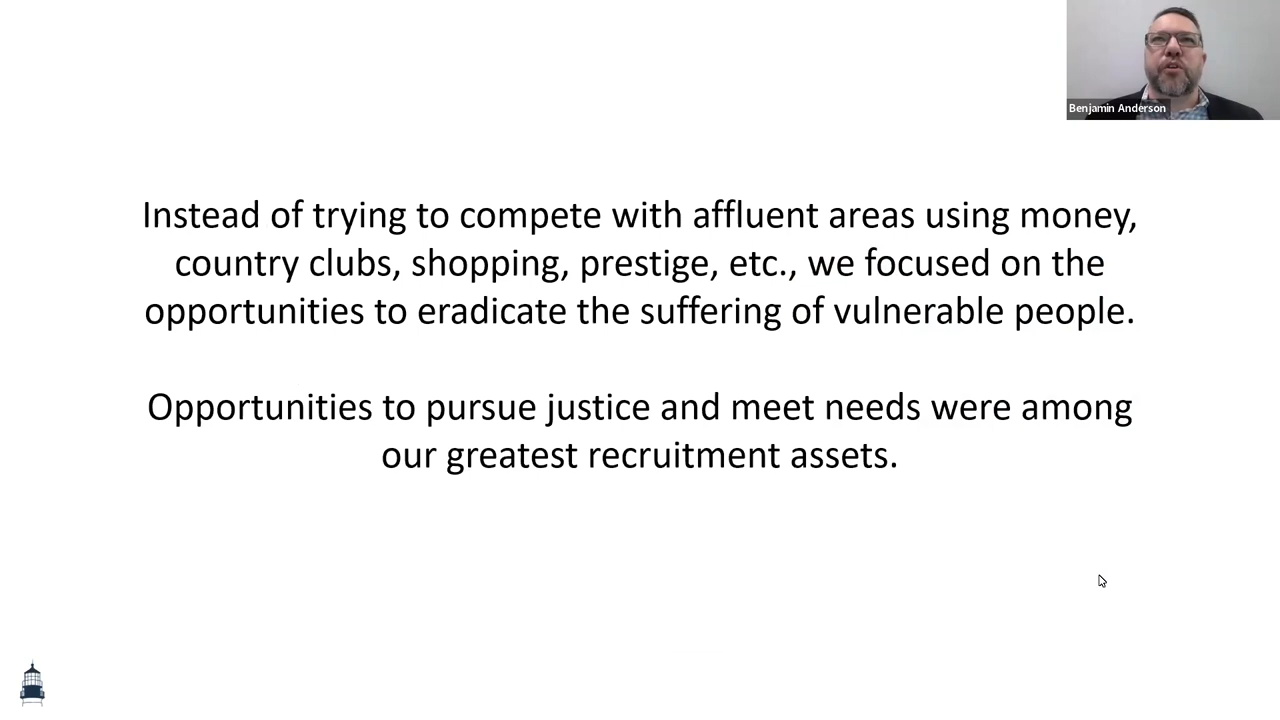 Benjamin Anderson
Instead of trying to compete with affluent areas using money,
country clubs, shopping, prestige, etc., we focused on the
opportunities to eradicate the suffering of vulnerable people.
Opportunities to pursue justice and meet needs were among
our greatest recruitment assets.